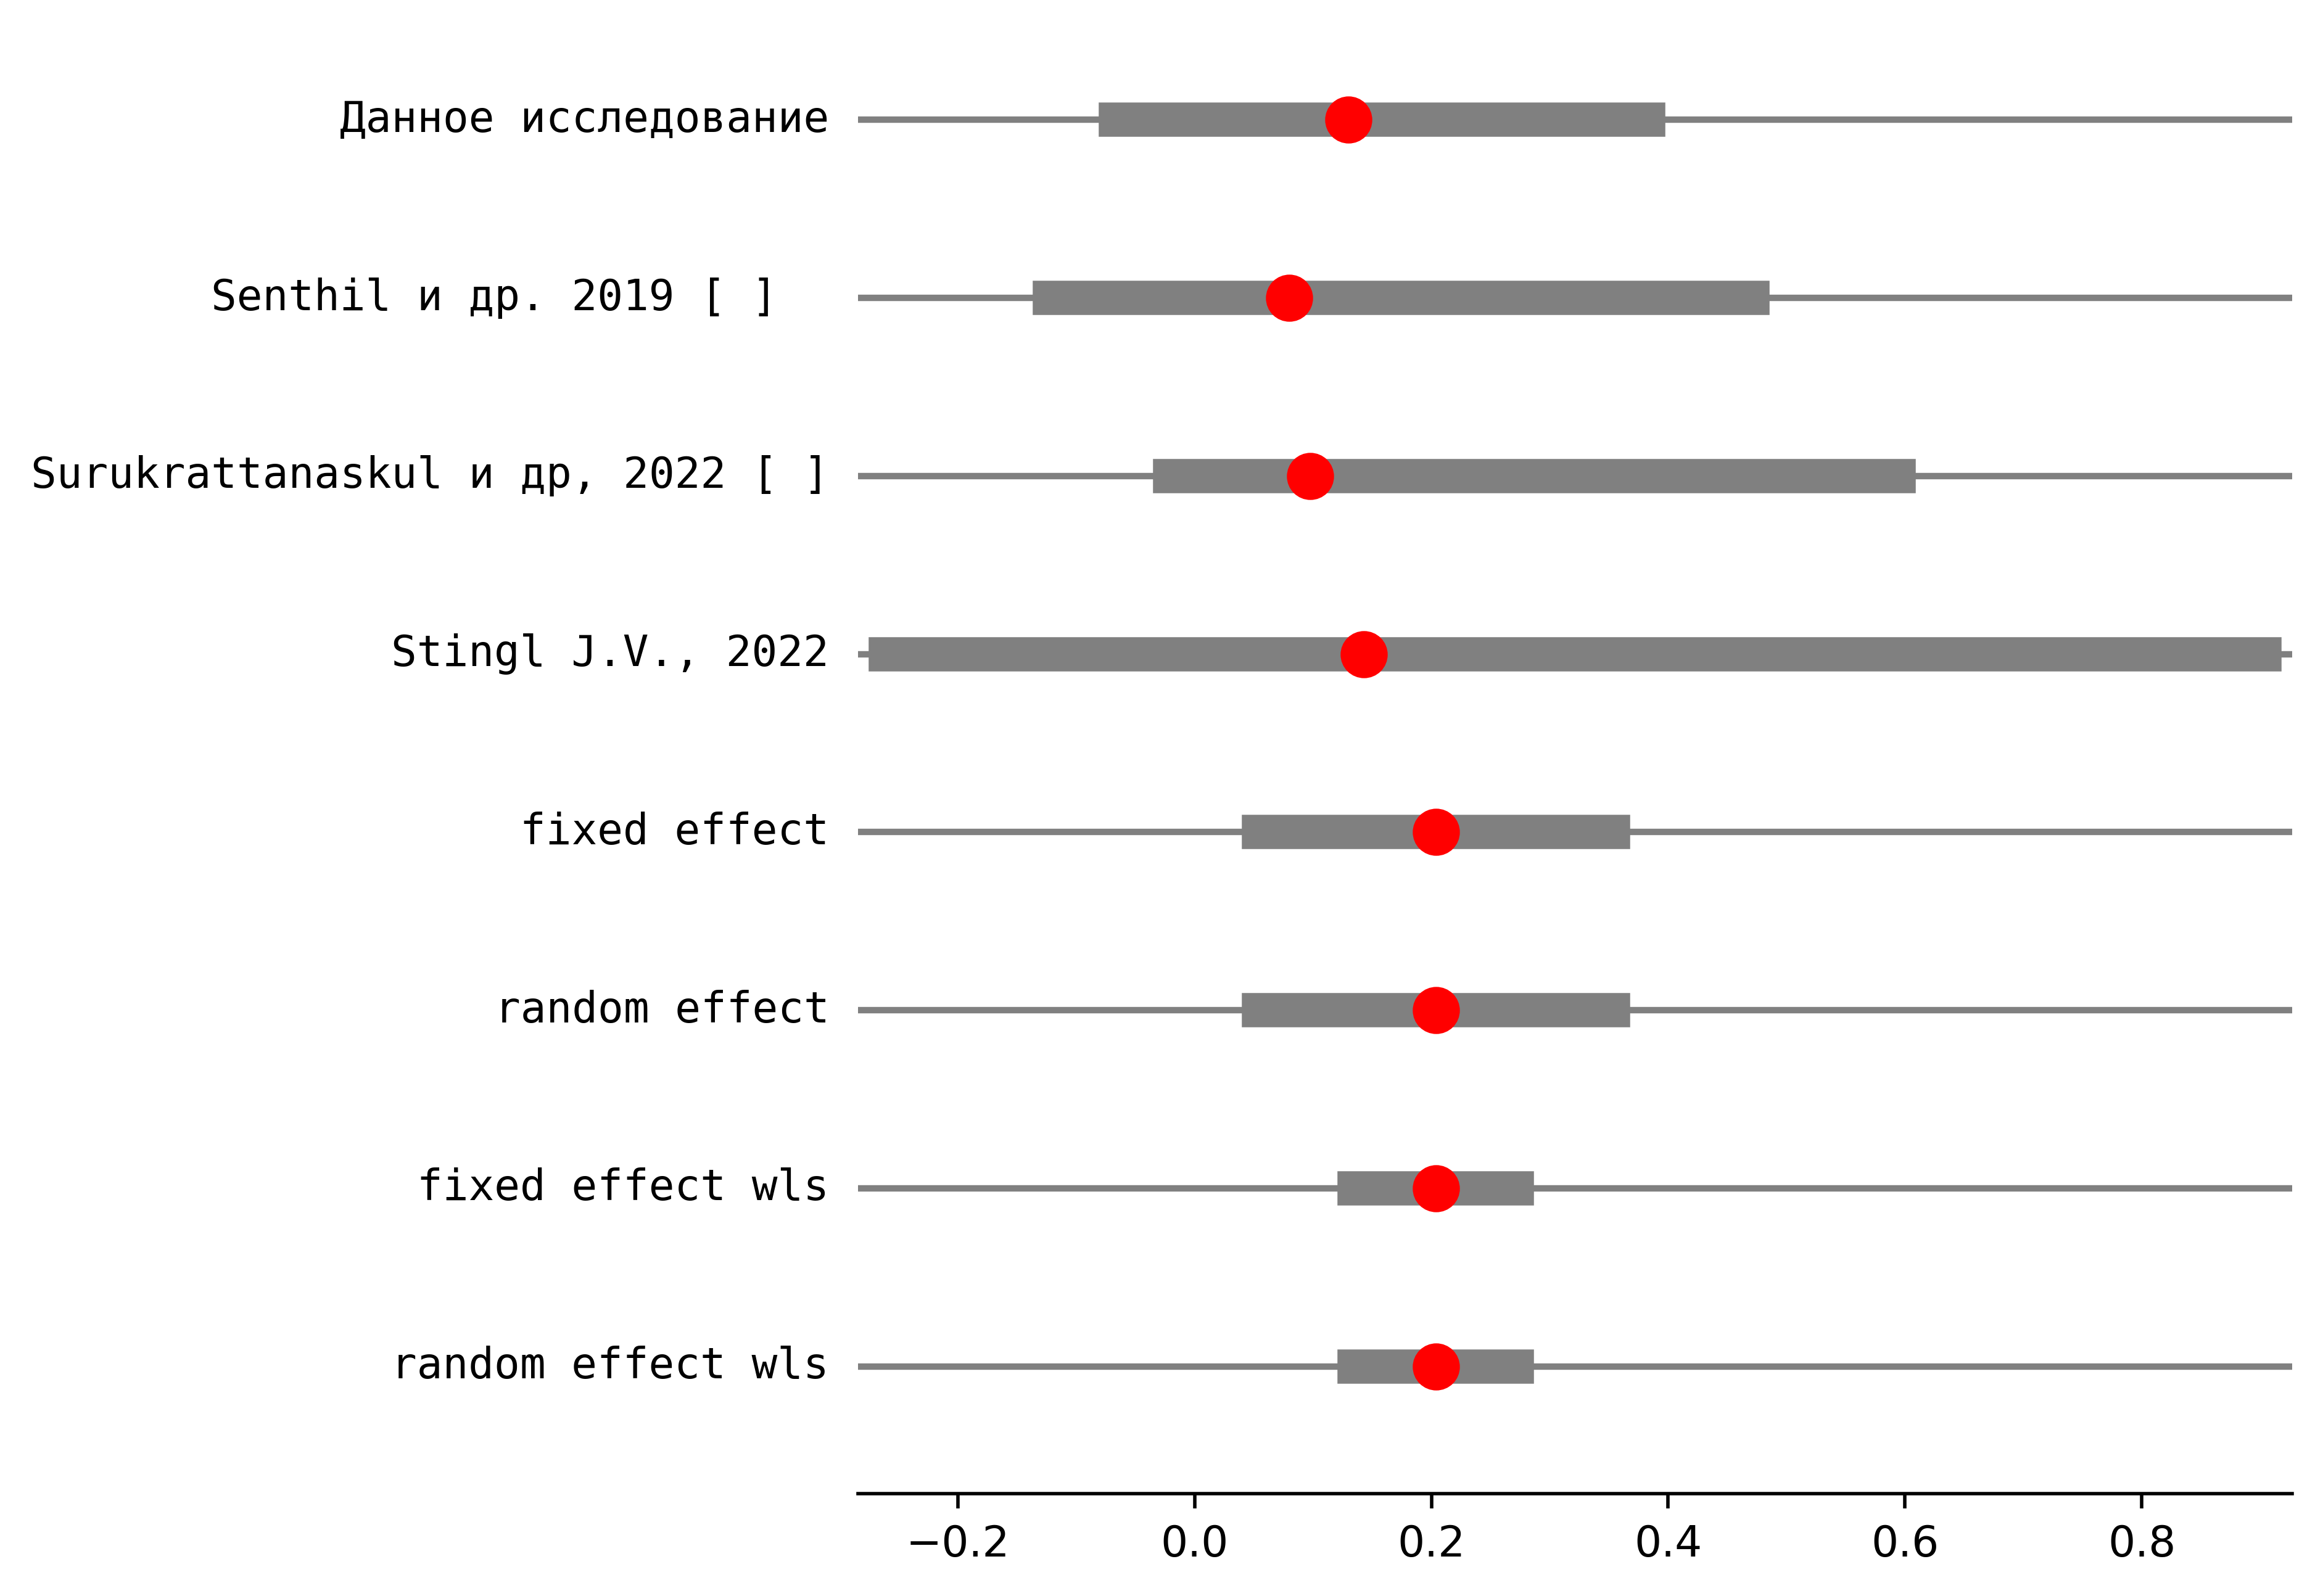 Данное исследование
Senthil и др. 2019 [ ]
Surukrattanaskul и др, 2022 [ ]
Stingl J.V., 2022
fixed effect
random effect
fixed effect wls
random effect wls
−0.2 0.0 0.2 0.4 0.6 0.8